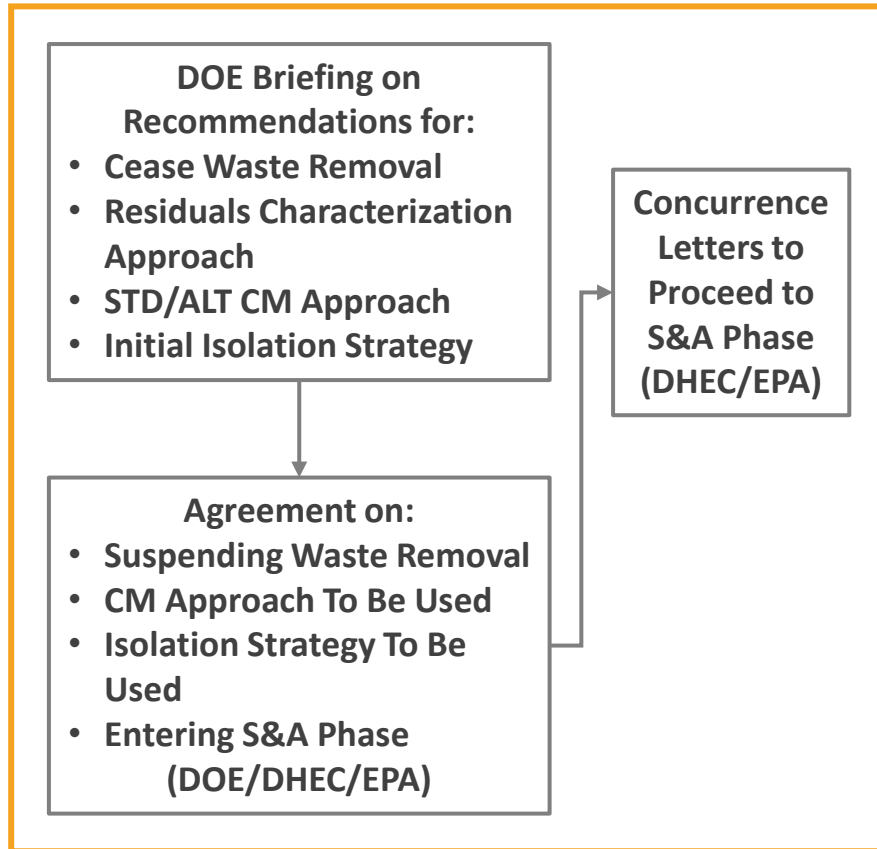 DOE Briefing on
Recommendations for:
• Cease Waste Removal
• Residuals Characterization
Approach
• STD/ALT CM Approach
• Initial Isolation Strategy
Agreement on:
• Suspending Waste Removal
• CM Approach To Be Used
• Isolation Strategy To Be
Used
• Entering S&A Phase
(DOE/DHEC/EPA)
Concurrence
Letters to
Proceed to
S&A Phase
(DHEC/EPA)